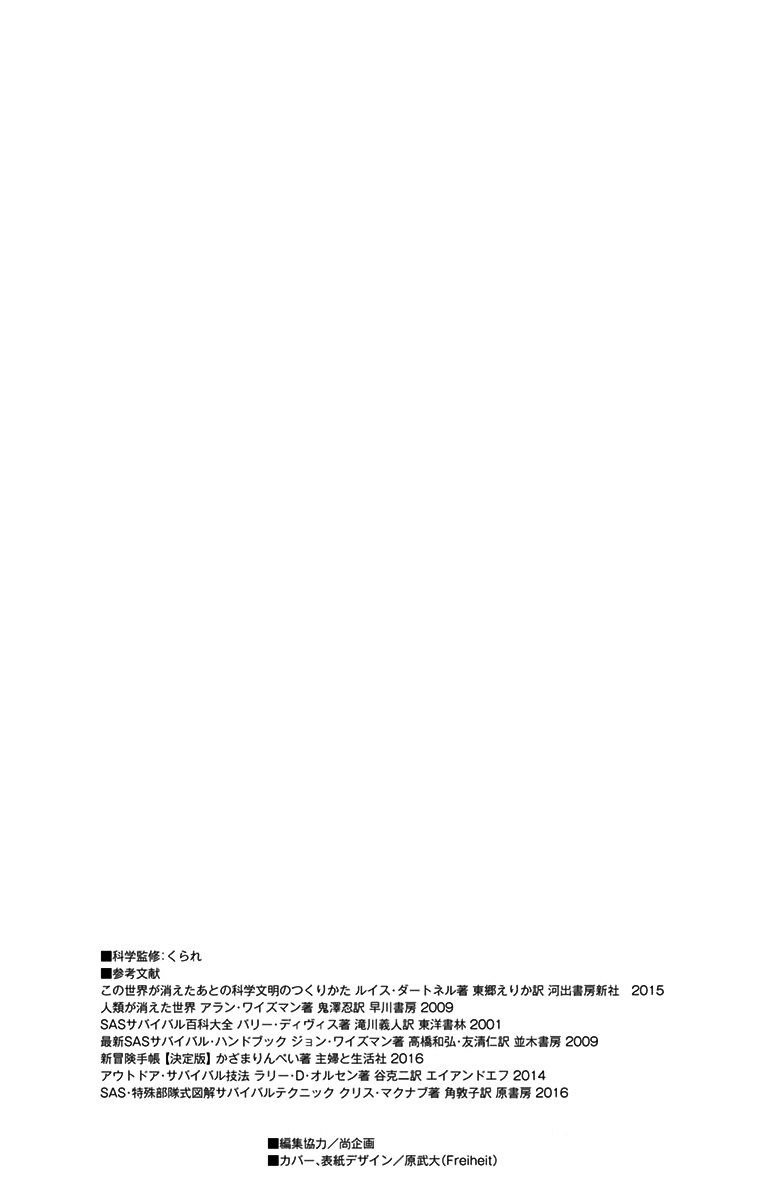 ■科学監修:くられ
■参考文献
この世界が消えたあとの科学文明のつくりかた ルイス・ダートネル著 東郷えりか訳 河出書房新社　2015
人類が消えた世界 アラン・ワイズマン著 鬼澤忍訳 早川書房 2009
SASサバイバル百科大全 バリー・ディヴィス著 滝川義人訳 東洋書林 2001
最新SASサバイバル・ハンドブック ジョン・ワイズマン著 高橋和弘・友清仁訳 並木書房 2009
新冒険手帳【決定版】かざまりんぺい著 主婦と生活社 2016
アウトドア・サバイバル技法 ラリー・D・オルセン著 谷克二訳 エイアンドエフ 2014
SAS・特殊部隊式図解サバイバルテクニック クリス・マクナブ著 角敦子訳 原書房 2016
■編集協力／尚企画
■カバー、表紙デザイン／原武大(Freiheit)